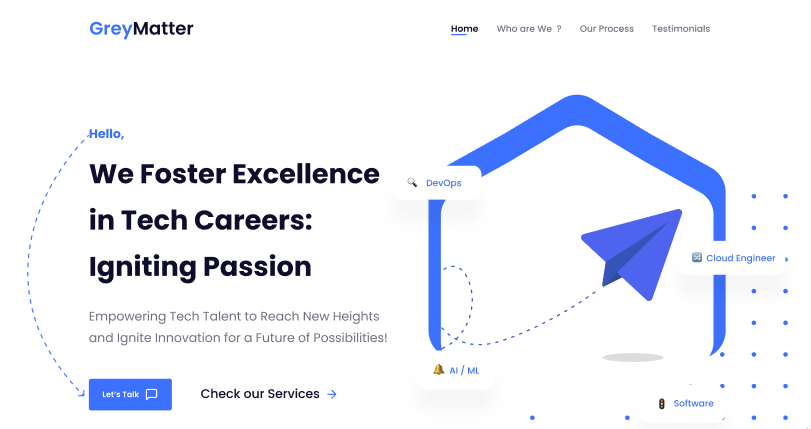 GreyMatter
Home
Who are We ?
Our Process
Testimonials
Hello,
We Foster Excellence
in Tech Careers:
Igniting Passion
Empowering Tech Talent to Reach New Heights
and Ignite Innovation for a Future of Possibilities!
Let's Talk
Check our Services
DevOps
Cloud Engineer
AI / ML
Software